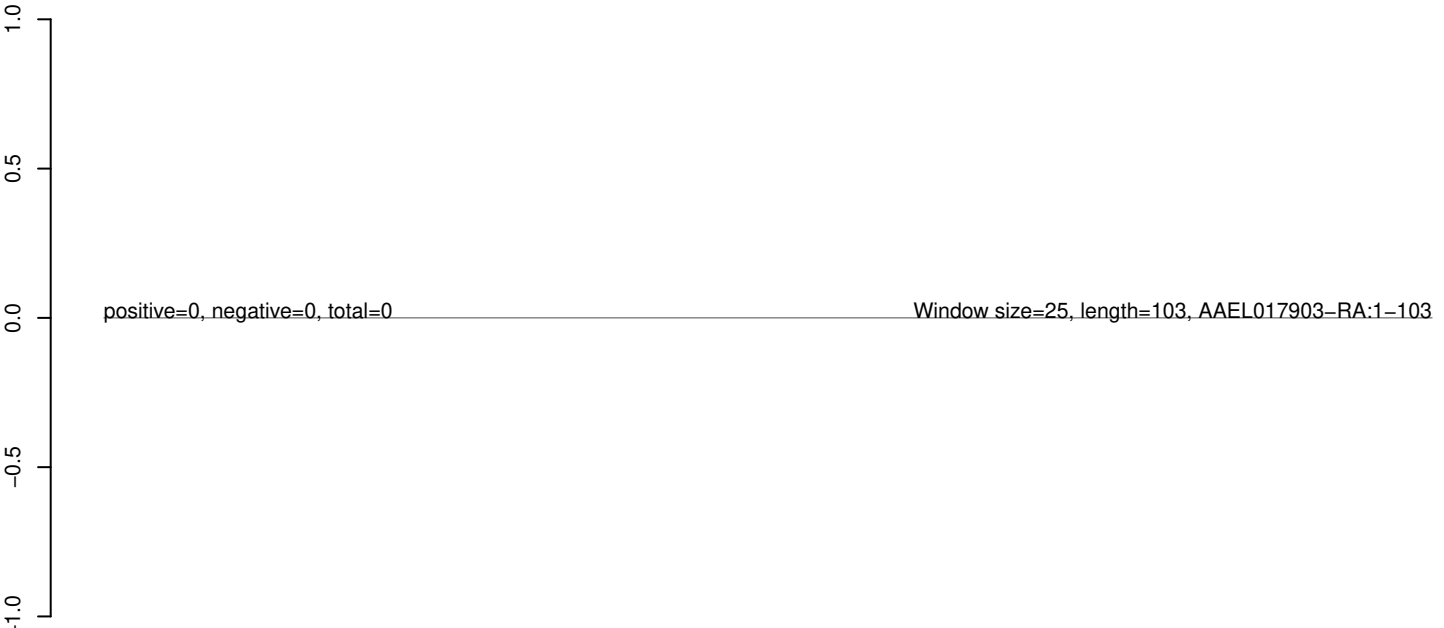 1.0
0.5
0.0
positive=0, negative=0, total=0
Window size=25, length=103, AAEL017903−RA:1−103
−0.5
−1.0